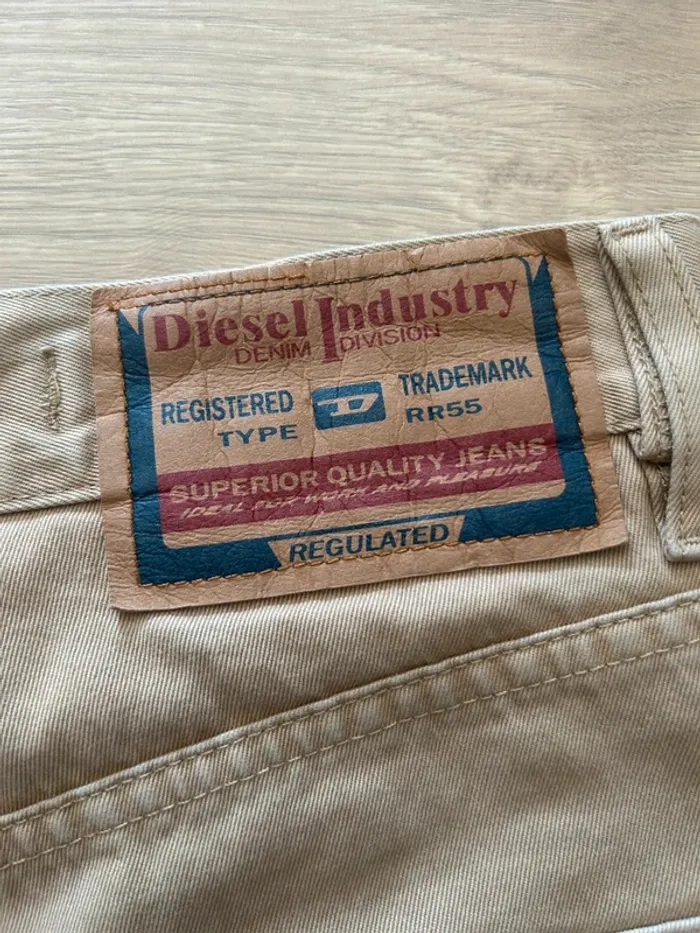 Diesel Industry
DENIM DIVISION
REGISTERED D TRADEMARK
TYPE RR55
SUPERIOR QUALITY JEANS
IDEAL FOR WORK AND PLEASURE
REGULATED